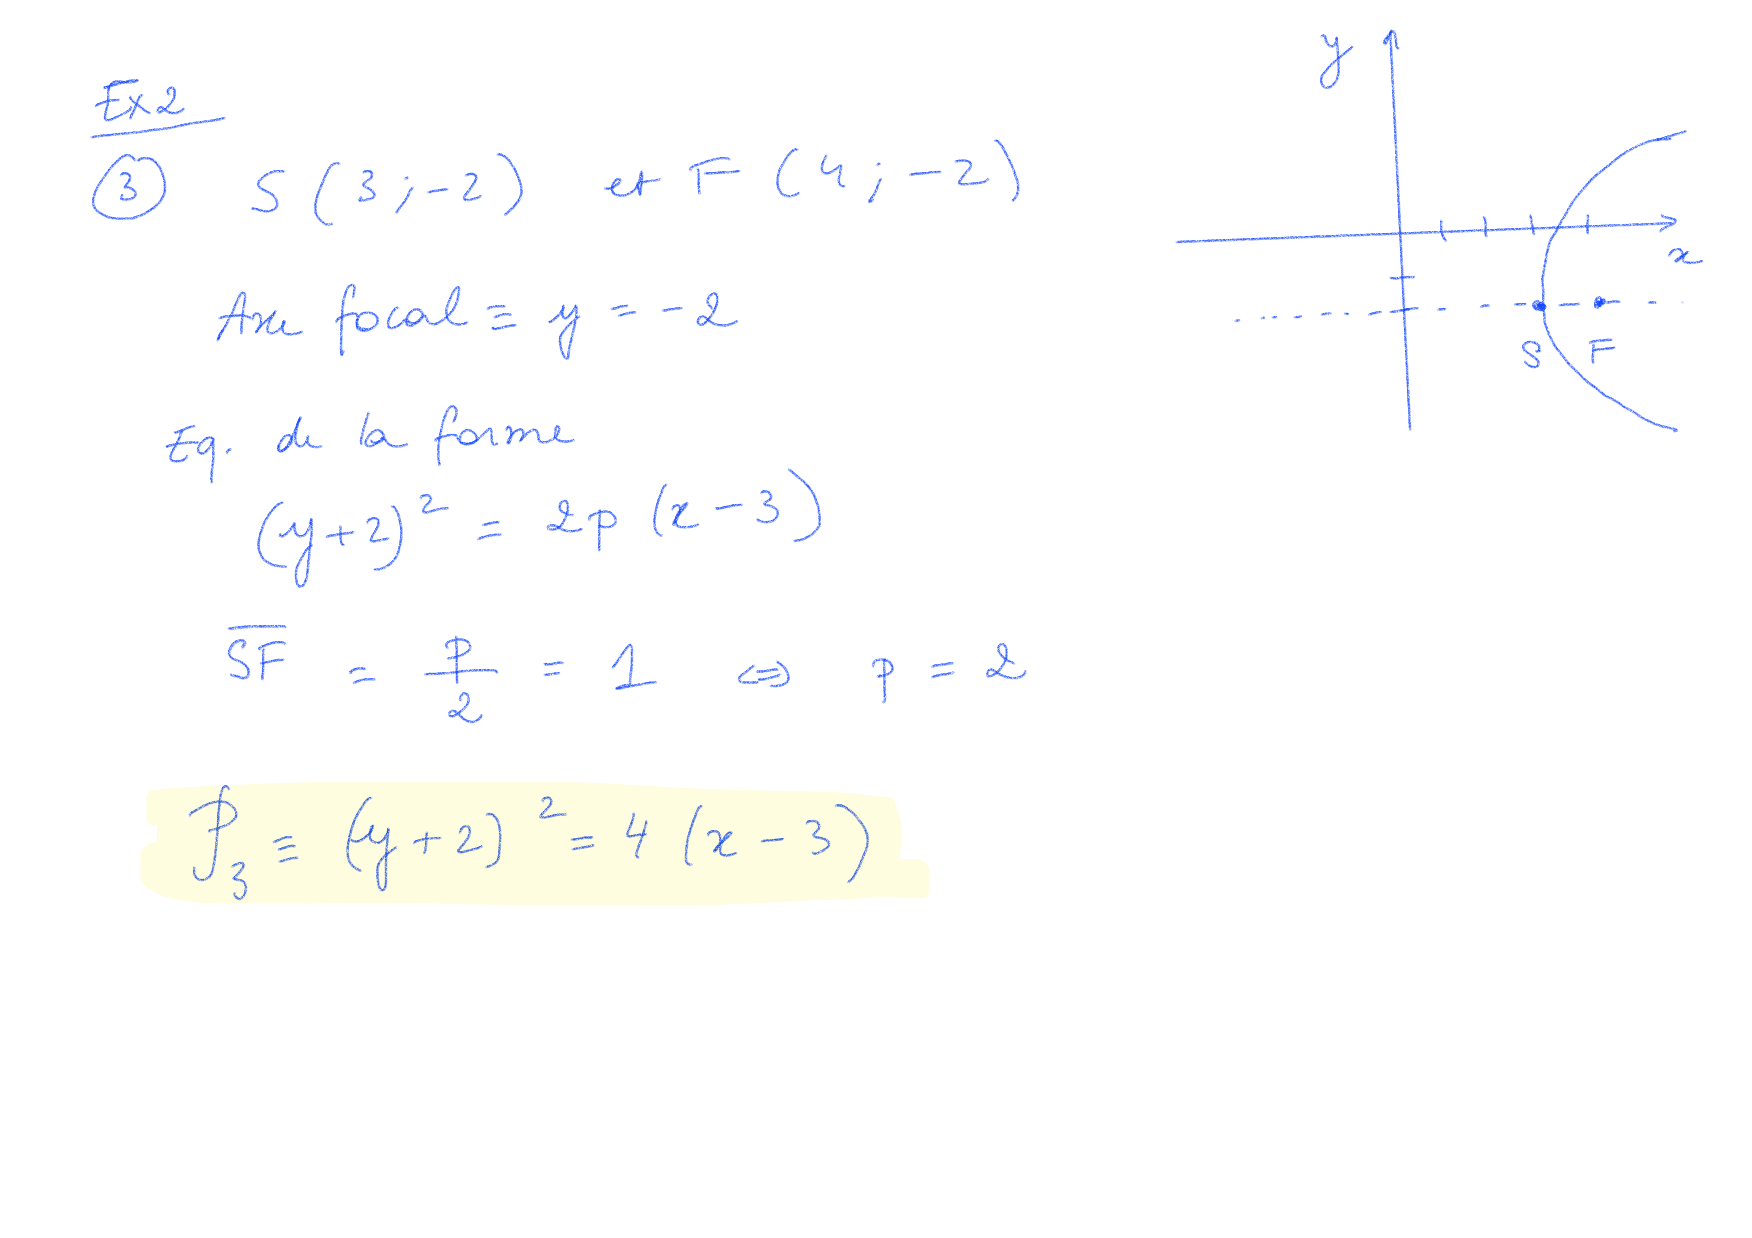 Ex2
③ S(3;-2) et F(4;-2)
Axe focal ≡ y = -2
Eq. de la forme
(y+2)² = 2p (x-3)
S̅F̅ = p/2 = 1 ⇔ p = 2
P₃ ≡ (y+2)² = 4 (x-3)
y
x
S F